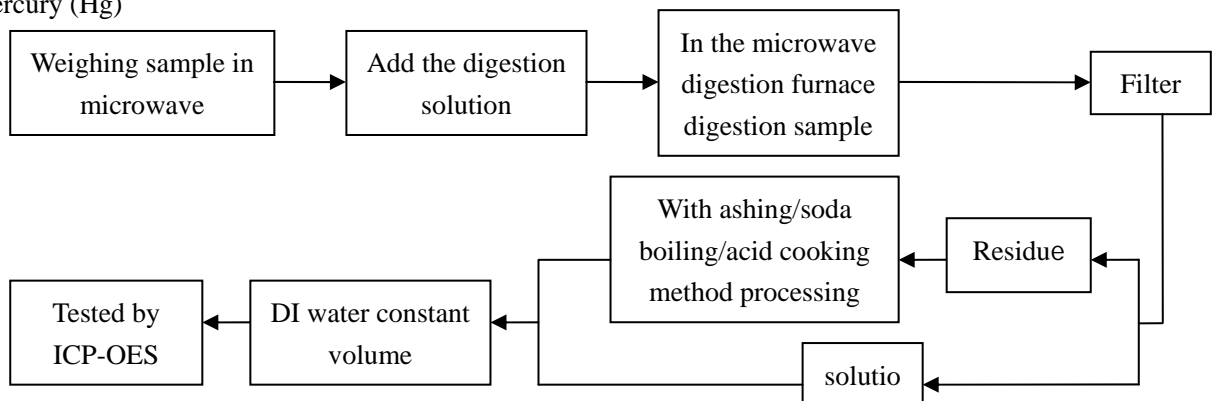 ercury (Hg)
Weighing sample in
microwave
Add the digestion
solution
In the microwave
digestion furnace
digestion sample
Filter
With ashing/soda
boiling/acid cooking
method processing
Residue
Tested by
ICP-OES
DI water constant
volume
solutio